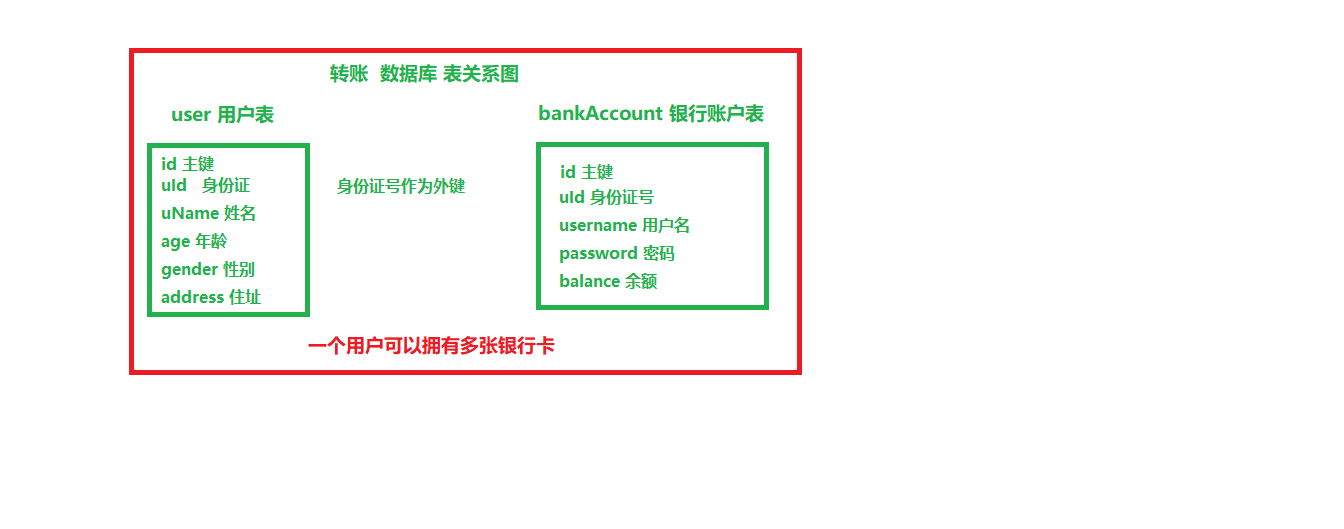 转账 数据库 表关系图
user 用户表
bankAccount 银行账户表
id 主键
uId 身份证
uName 姓名
age 年龄
gender 性别
address 住址
身份证号作为外键
id 主键
uId 身份证号
username 用户名
password 密码
balance 余额
一个用户可以拥有多张银行卡